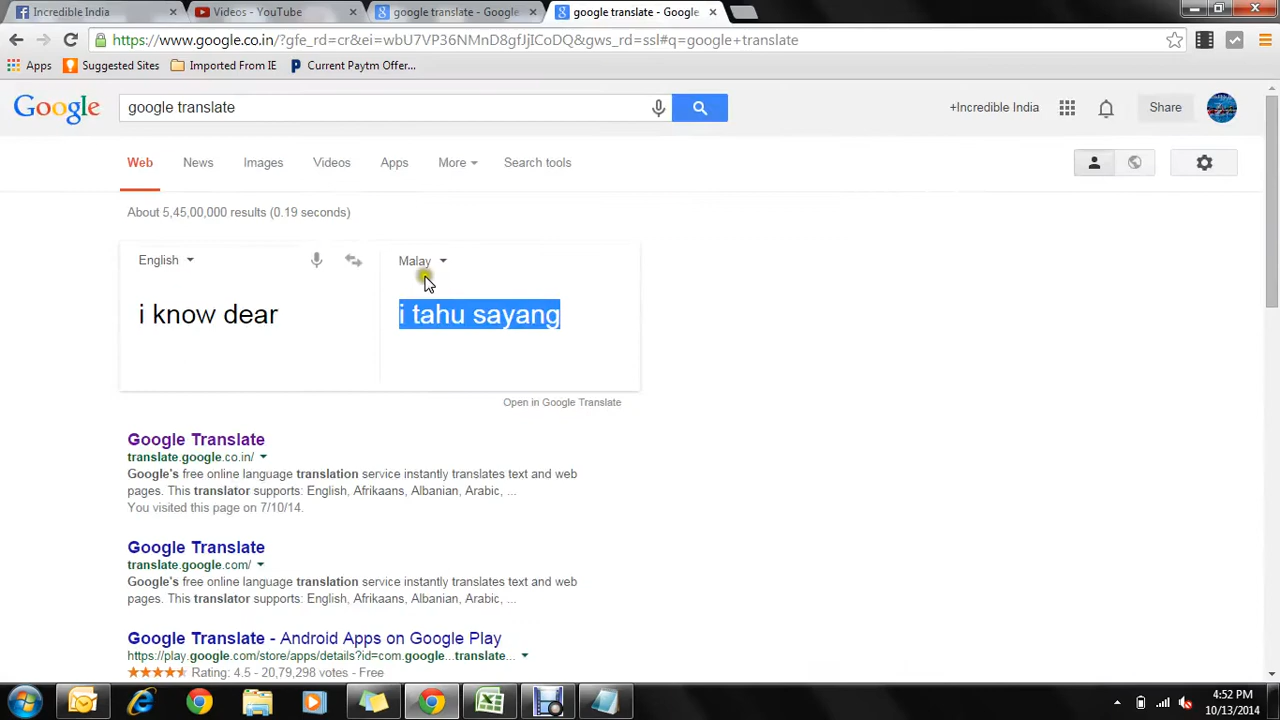 Incredible India
Videos - YouTube
google translate - Google
google translate - Google
https://www.google.co.in/?gfe_rd=cr&ei=wbU7VP36NMnD8gfJjICoDQ&gws_rd=ssl#q=google+translate
Apps
Suggested Sites
Imported From IE
Current Paytm Offer...
Google
google translate
+Incredible India
Share
Web
News
Images
Videos
Apps
More
Search tools
About 5,45,00,000 results (0.19 seconds)
English
Malay
i know dear
i tahu sayang
Open in Google Translate
Google Translate
translate.google.co.in/
Google's free online language translation service instantly translates text and web
pages. This translator supports: English, Afrikaans, Albanian, Arabic, ...
You visited this page on 7/10/14.
Google Translate
translate.google.com/
Google's free online language translation service instantly translates text and web
pages. This translator supports: English, Afrikaans, Albanian, Arabic, ...
Google Translate - Android Apps on Google Play
https://play.google.com/store/apps/details?id=com.google...translate...
Rating: 4.5 - 20,79,298 votes - Free
4:52 PM
10/13/2014